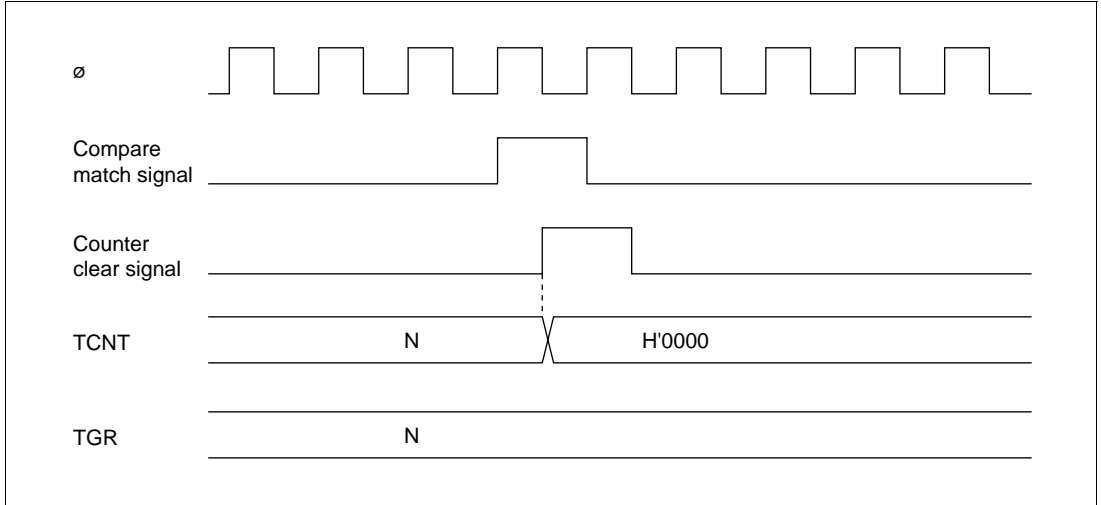 ø
Compare
match signal
Counter
clear signal
TCNT
N
H'0000
TGR
N